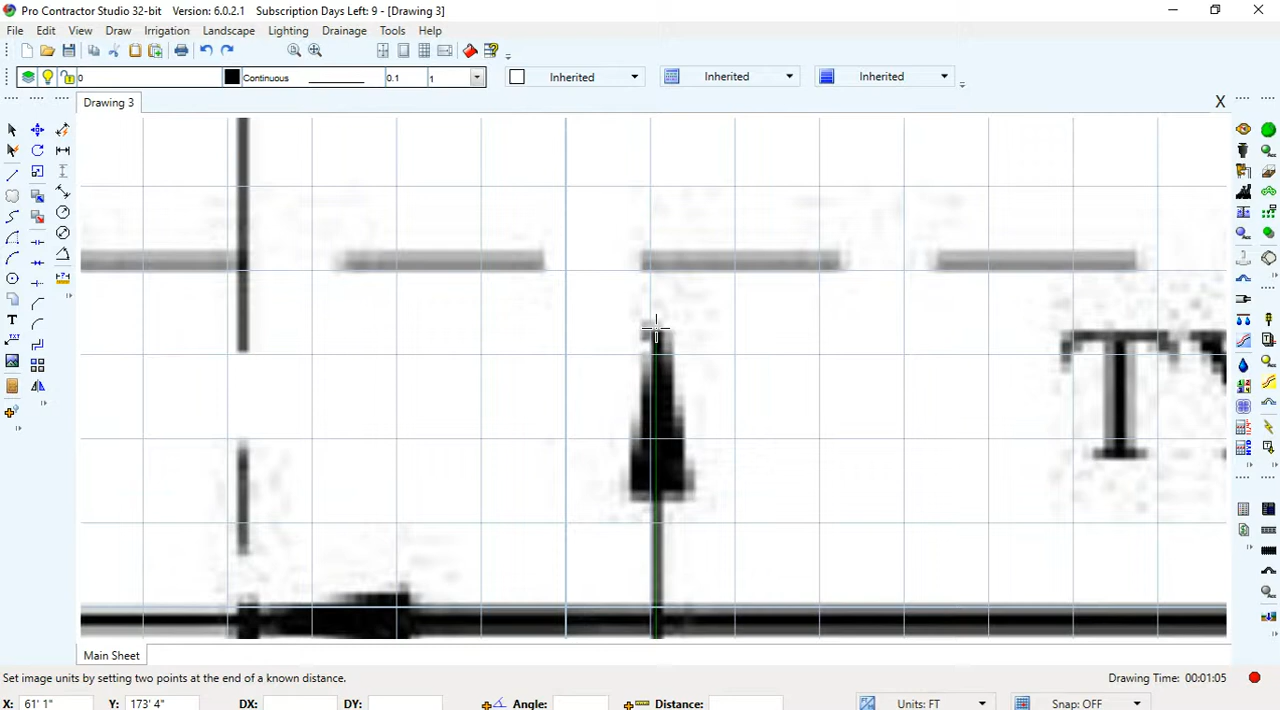 Pro Contractor Studio 32-bit Version: 6.0.2.1 Subscription Days Left: 9 - [Drawing 3]
File Edit View Draw Irrigation Landscape Lighting Drainage Tools Help
0 Continuous 0.1 1 Inherited Inherited Inherited
Drawing 3 X
T
Main Sheet
Set image units by setting two points at the end of a known distance. Drawing Time: 00:01:05
X: 61' 1" Y: 173' 4" DX: DY: Angle: Distance: Units: FT Snap: OFF